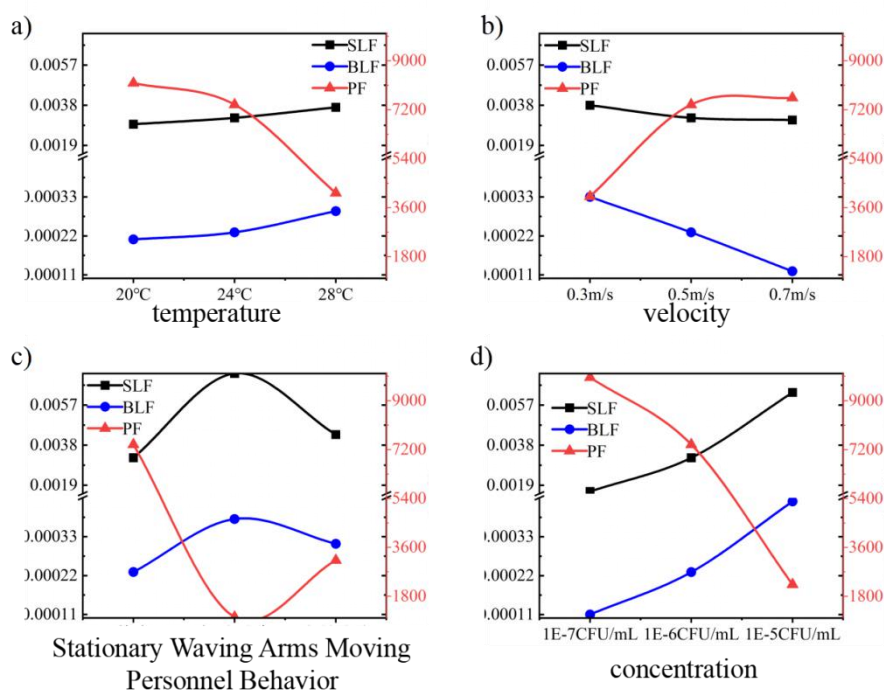 a)
SLF
BLF
PF
0.0057
0.0038
0.0019
0.00033
0.00022
0.00011
9000
7200
5400
3600
1800
20℃ 24℃ 28℃
temperature
b)
SLF
BLF
PF
0.0057
0.0038
0.0019
0.00033
0.00022
0.00011
9000
7200
5400
3600
1800
0.3m/s 0.5m/s 0.7m/s
velocity
c)
SLF
BLF
PF
0.0057
0.0038
0.0019
0.00033
0.00022
0.00011
9000
7200
5400
3600
1800
Stationary Waving Arms Moving
Personnel Behavior
d)
SLF
BLF
PF
0.0057
0.0038
0.0019
0.00033
0.00022
0.00011
9000
7200
5400
3600
1800
1E-7CFU/mL 1E-6CFU/mL 1E-5CFU/mL
concentration